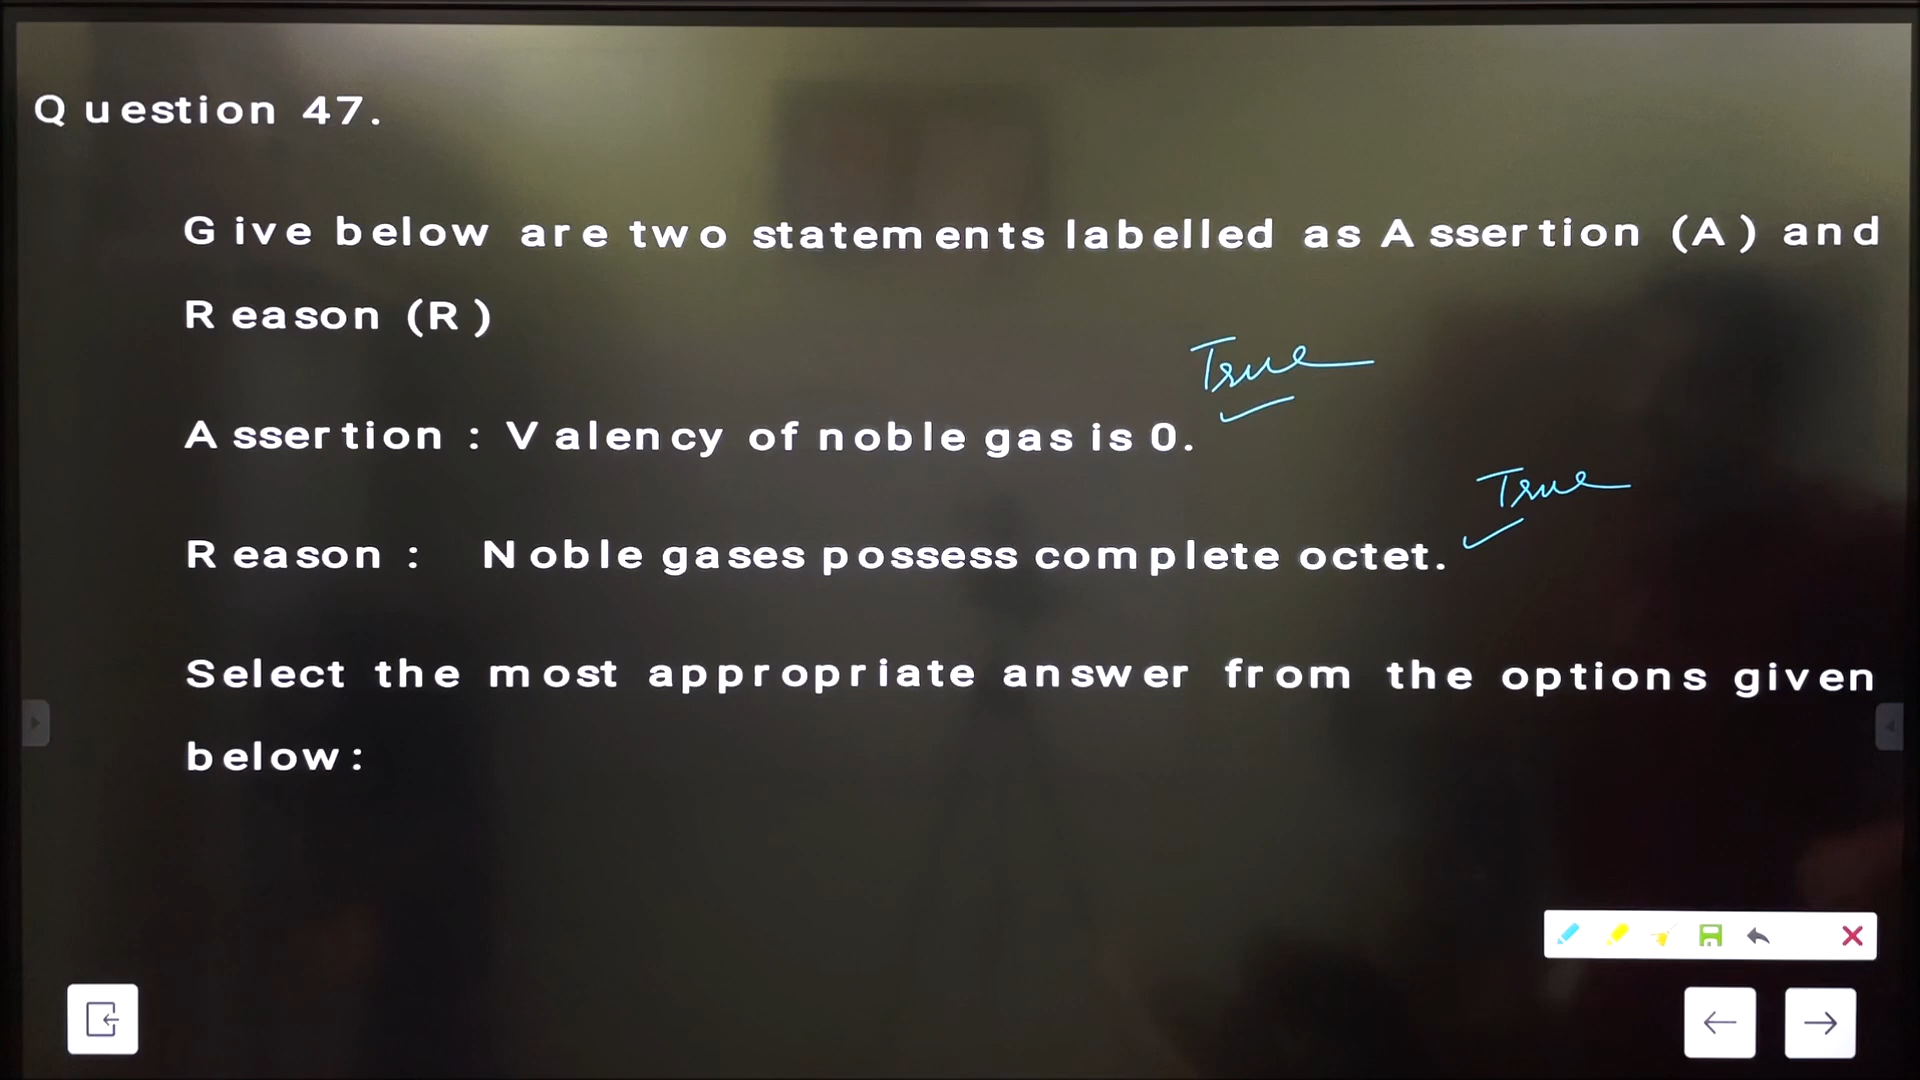 Question 47.
Give below are two statements labelled as Assertion (A) and
Reason (R)
True
Assertion : Valency of noble gas is 0.
True
Reason : Noble gases possess complete octet.
Select the most appropriate answer from the options given
below: